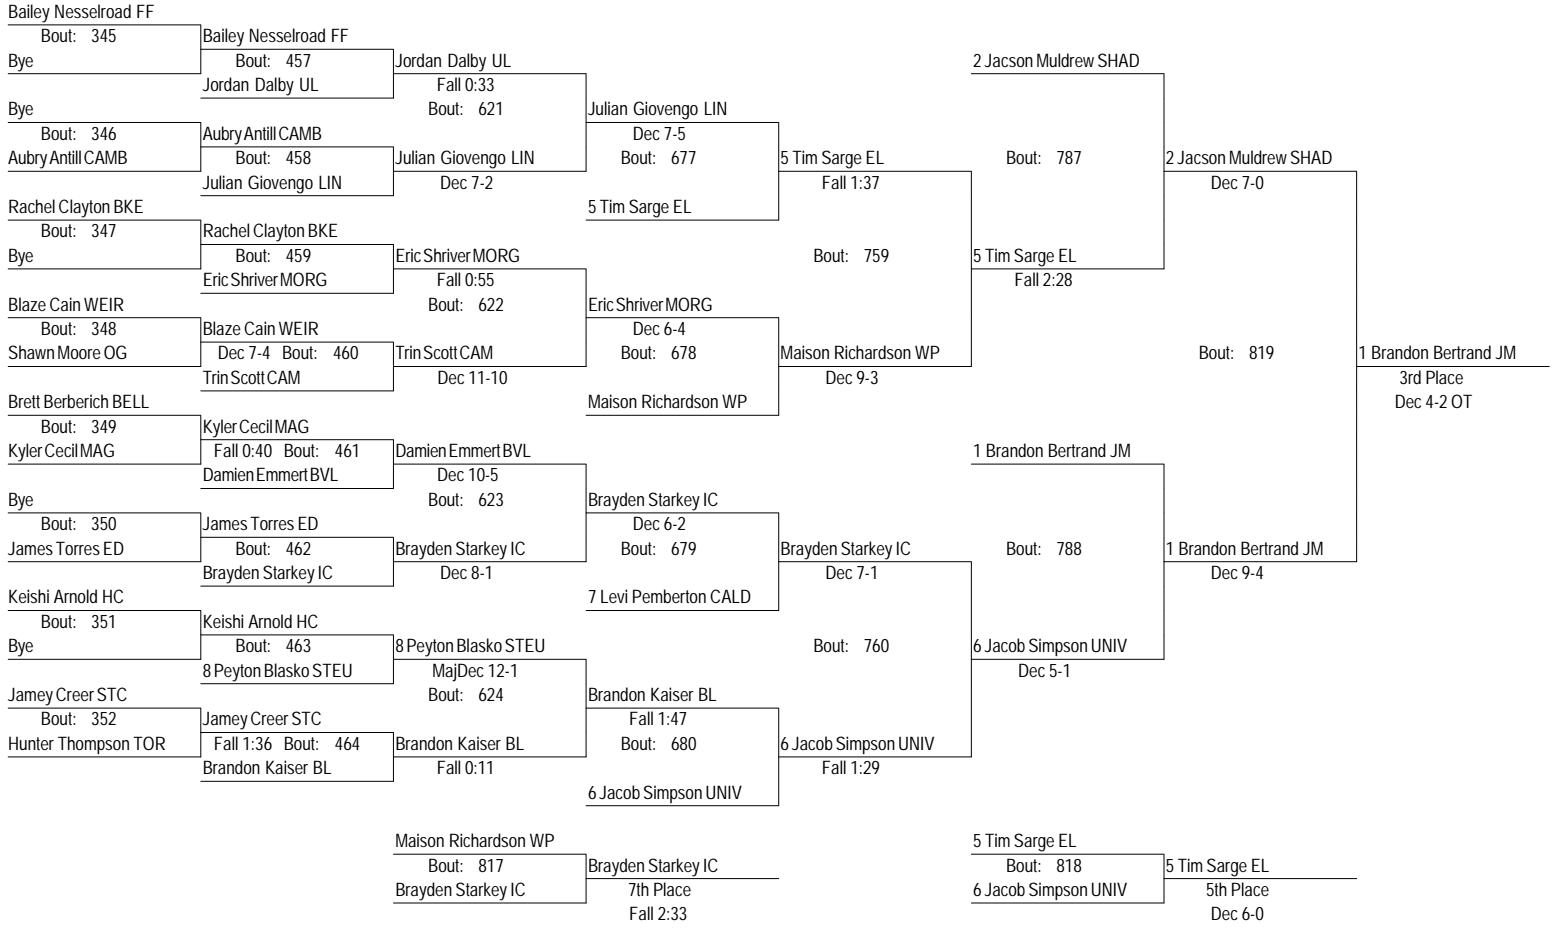 Bailey Nesselroad FF
Bout: 345
Bye
Bye
Bout: 346
Aubry Antill CAMB
Rachel Clayton BKE
Bout: 347
Bye
Blaze Cain WEIR
Bout: 348
Shawn Moore OG
Brett Berberich BELL
Bout: 349
Kyler Cecil MAG
Bye
Bout: 350
James Torres ED
Keishi Arnold HC
Bout: 351
Bye
Jamey Creer STC
Bout: 352
Hunter Thompson TOR
Bailey Nesselroad FF
Bout: 457
Jordan Dalby UL
Aubry Antill CAMB
Bout: 458
Julian Giovengo LIN
Rachel Clayton BKE
Bout: 459
Eric Shriver MORG
Blaze Cain WEIR
Dec 7-4 Bout: 460
Trin Scott CAM
Kyler Cecil MAG
Fall 0:40 Bout: 461
Damien Emmert BVL
James Torres ED
Bout: 462
Brayden Starkey IC
Keishi Arnold HC
Bout: 463
8 Peyton Blasko STEU
Jamey Creer STC
Fall 1:36 Bout: 464
Brandon Kaiser BL
Jordan Dalby UL
Fall 0:33
Bout: 621
Julian Giovengo LIN
Dec 7-2
Eric Shriver MORG
Fall 0:55
Bout: 622
Trin Scott CAM
Dec 11-10
Damien Emmert BVL
Dec 10-5
Bout: 623
Brayden Starkey IC
Dec 8-1
8 Peyton Blasko STEU
MajDec 12-1
Bout: 624
Brandon Kaiser BL
Fall 0:11
Julian Giovengo LIN
Dec 7-5
Bout: 677
5 Tim Sarge EL
Eric Shriver MORG
Dec 6-4
Bout: 678
Maison Richardson WP
Brayden Starkey IC
Dec 6-2
Bout: 679
7 Levi Pemberton CALD
Brandon Kaiser BL
Fall 1:47
Bout: 680
6 Jacob Simpson UNIV
5 Tim Sarge EL
Fall 1:37
Bout: 759
Maison Richardson WP
Dec 9-3
Brayden Starkey IC
Dec 7-1
Bout: 760
6 Jacob Simpson UNIV
Fall 1:29
2 Jacson Muldrew SHAD
Bout: 787
5 Tim Sarge EL
Fall 2:28
1 Brandon Bertrand JM
Bout: 788
6 Jacob Simpson UNIV
Dec 5-1
2 Jacson Muldrew SHAD
Dec 7-0
Bout: 819
1 Brandon Bertrand JM
Dec 9-4
1 Brandon Bertrand JM
3rd Place
Dec 4-2 OT
Maison Richardson WP
Bout: 817
Brayden Starkey IC
Brayden Starkey IC
7th Place
Fall 2:33
5 Tim Sarge EL
Bout: 818
6 Jacob Simpson UNIV
5 Tim Sarge EL
5th Place
Dec 6-0